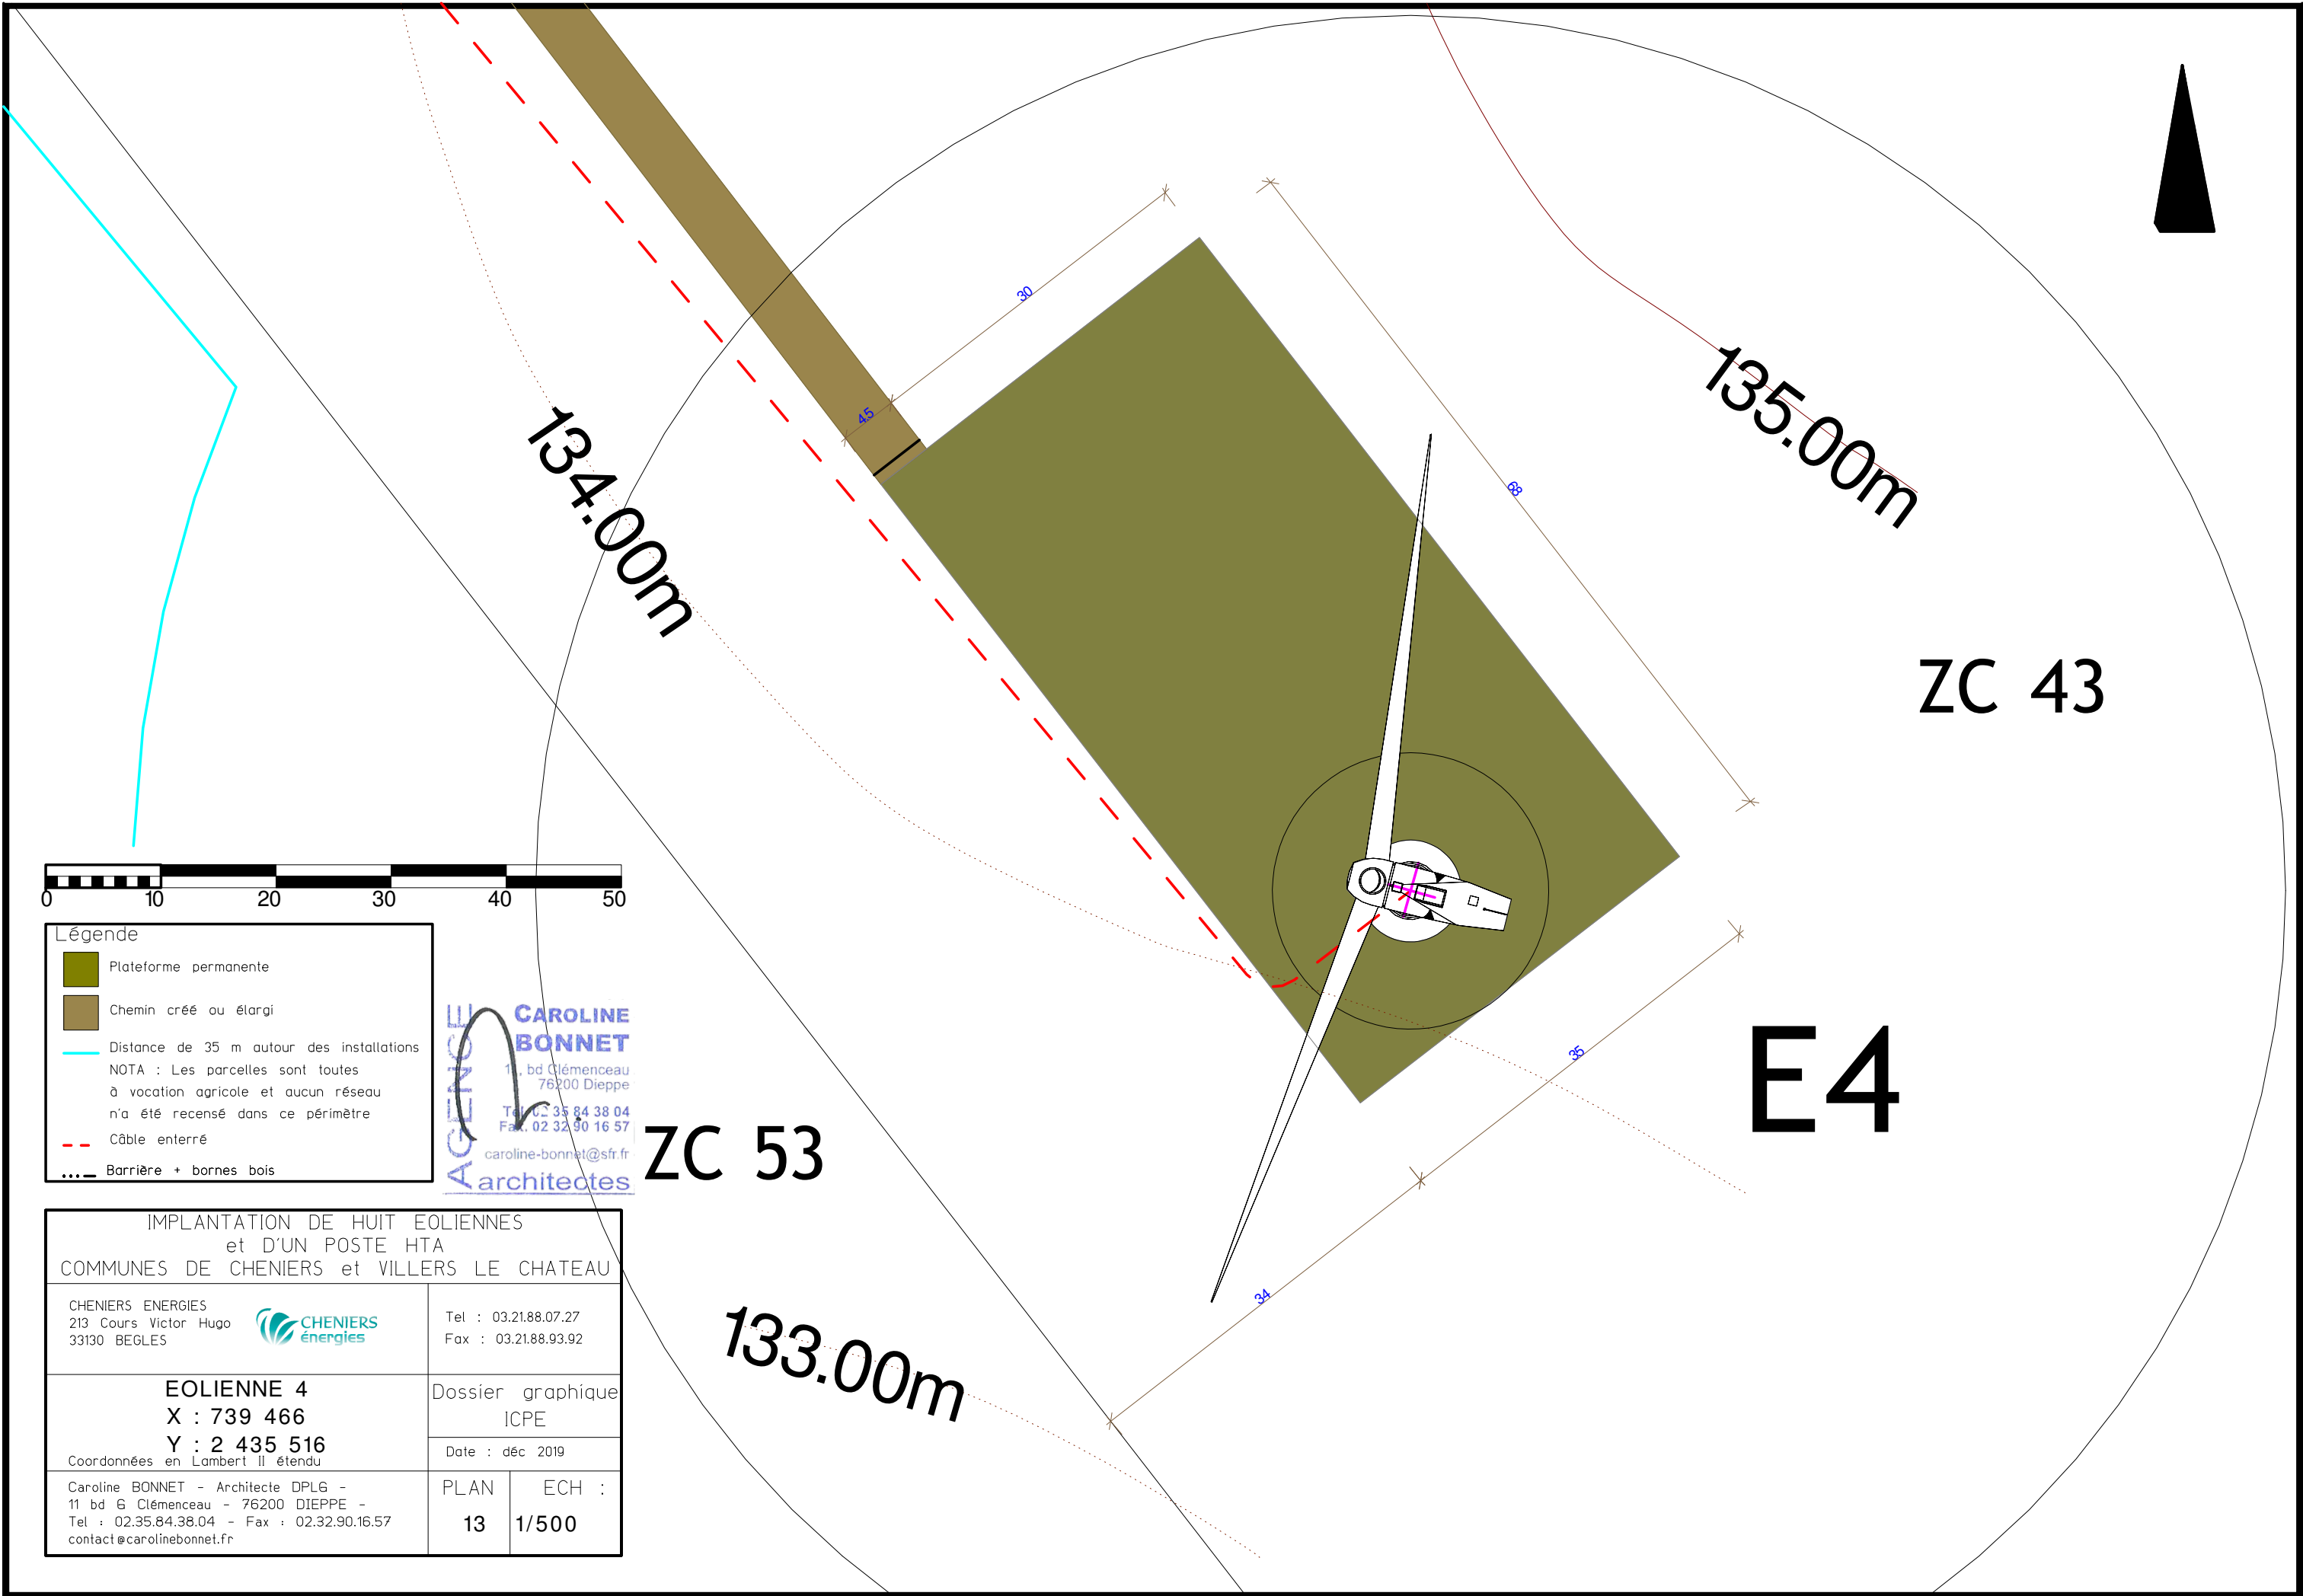 30
4.5
68
134.00m
135.00m
ZC 43
E4
35
34
ZC 53
133.00m
0 10 20 30 40 50
Légende
Plateforme permanente
Chemin créé ou élargi
Distance de 35 m autour des installations
NOTA : Les parcelles sont toutes
à vocation agricole et aucun réseau
n'a été recensé dans ce périmètre
Câble enterré
Barrière + bornes bois
AGENCE
CAROLINE
BONNET
, bd Clémenceau
76200 Dieppe
Tél. 02 35 84 38 04
Fax. 02 32 90 16 57
caroline-bonnet@sfr.fr
architectes
IMPLANTATION DE HUIT EOLIENNES
et D'UN POSTE HTA
COMMUNES DE CHENIERS et VILLERS LE CHATEAU
CHENIERS ENERGIES
213 Cours Victor Hugo
33130 BEGLES
CHENIERS
énergies
Tel : 03.21.88.07.27
Fax : 03.21.88.93.92
EOLIENNE 4
X : 739 466
Y : 2 435 516
Coordonnées en Lambert II étendu
Dossier graphique
ICPE
Date : déc 2019
Caroline BONNET - Architecte DPLG -
11 bd G Clémenceau - 76200 DIEPPE -
Tel : 02.35.84.38.04 - Fax : 02.32.90.16.57
contact@carolinebonnet.fr
PLAN
13
ECH :
1/500